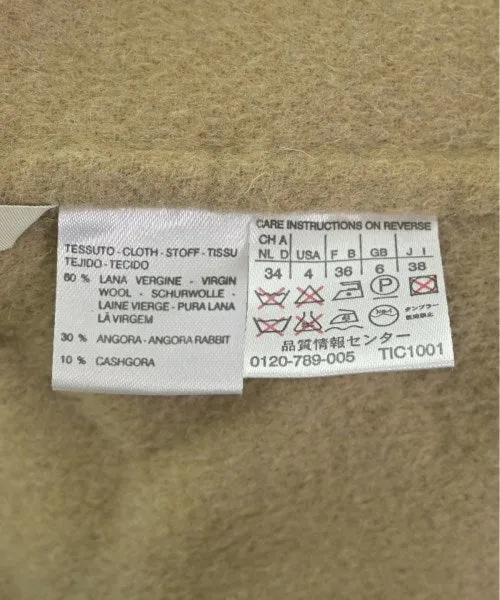 TESSUTO - CLOTH - STOFF - TISSU
TEJIDO - TECIDO
60 % LANA VERGINE - VIRGIN
WOOL - SCHURWOLLE -
LAINE VIERGE - PURA LANA
LÀ VIRGEM
30 % ANGORA - ANGORA RABBIT
10 % CASHGORA
CARE INSTRUCTIONS ON REVERSE
CH A
NL D USA F B GB J I
34 4 36 6 38
P
タンブラー
乾燥禁止
品質情報センター
0120-789-005 TIC1001